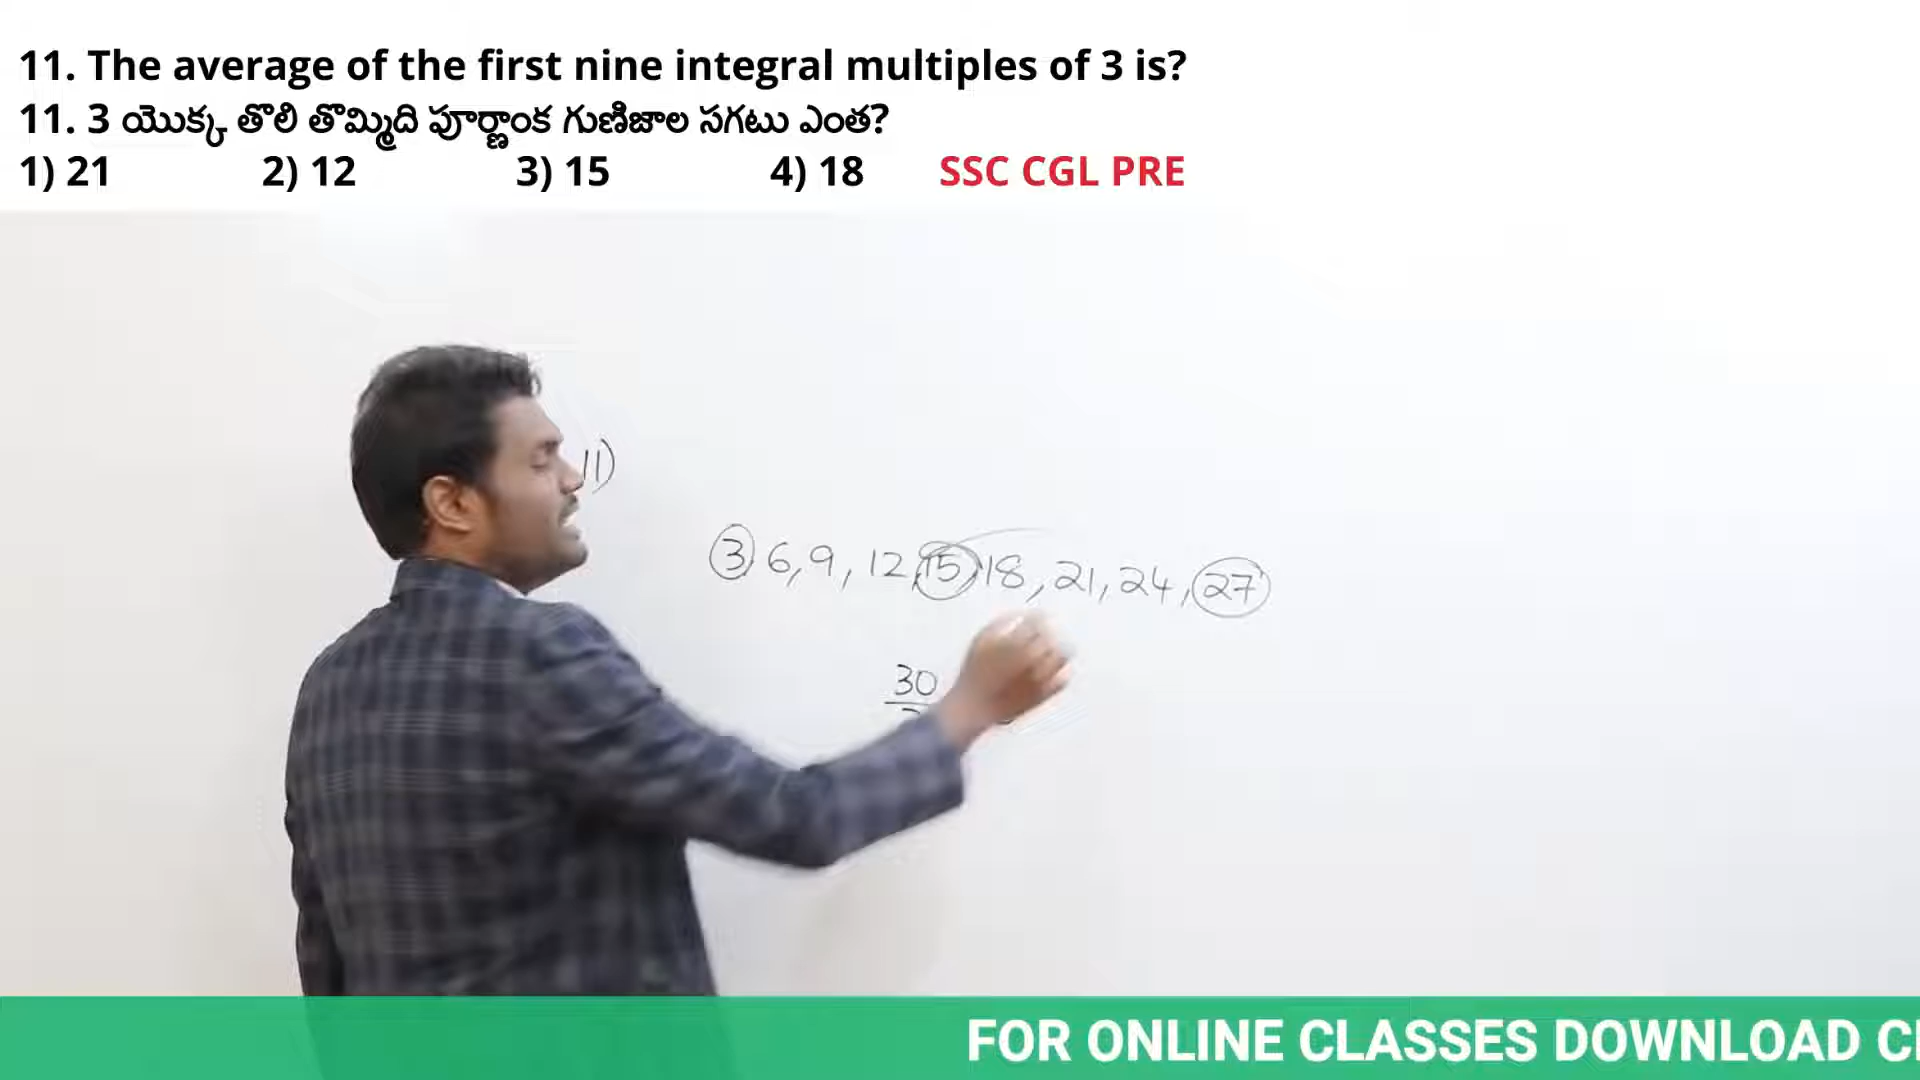 11. The average of the first nine integral multiples of 3 is?
11. 3 యొక్క తొలి తొమ్మిది పూర్ణాంక గుణిజాల సగటు ఎంత?
1) 21 2) 12 3) 15 4) 18 SSC CGL PRE
11)
3 6, 9, 12, 15, 18, 21, 24, 27
30
FOR ONLINE CLASSES DOWNLOAD